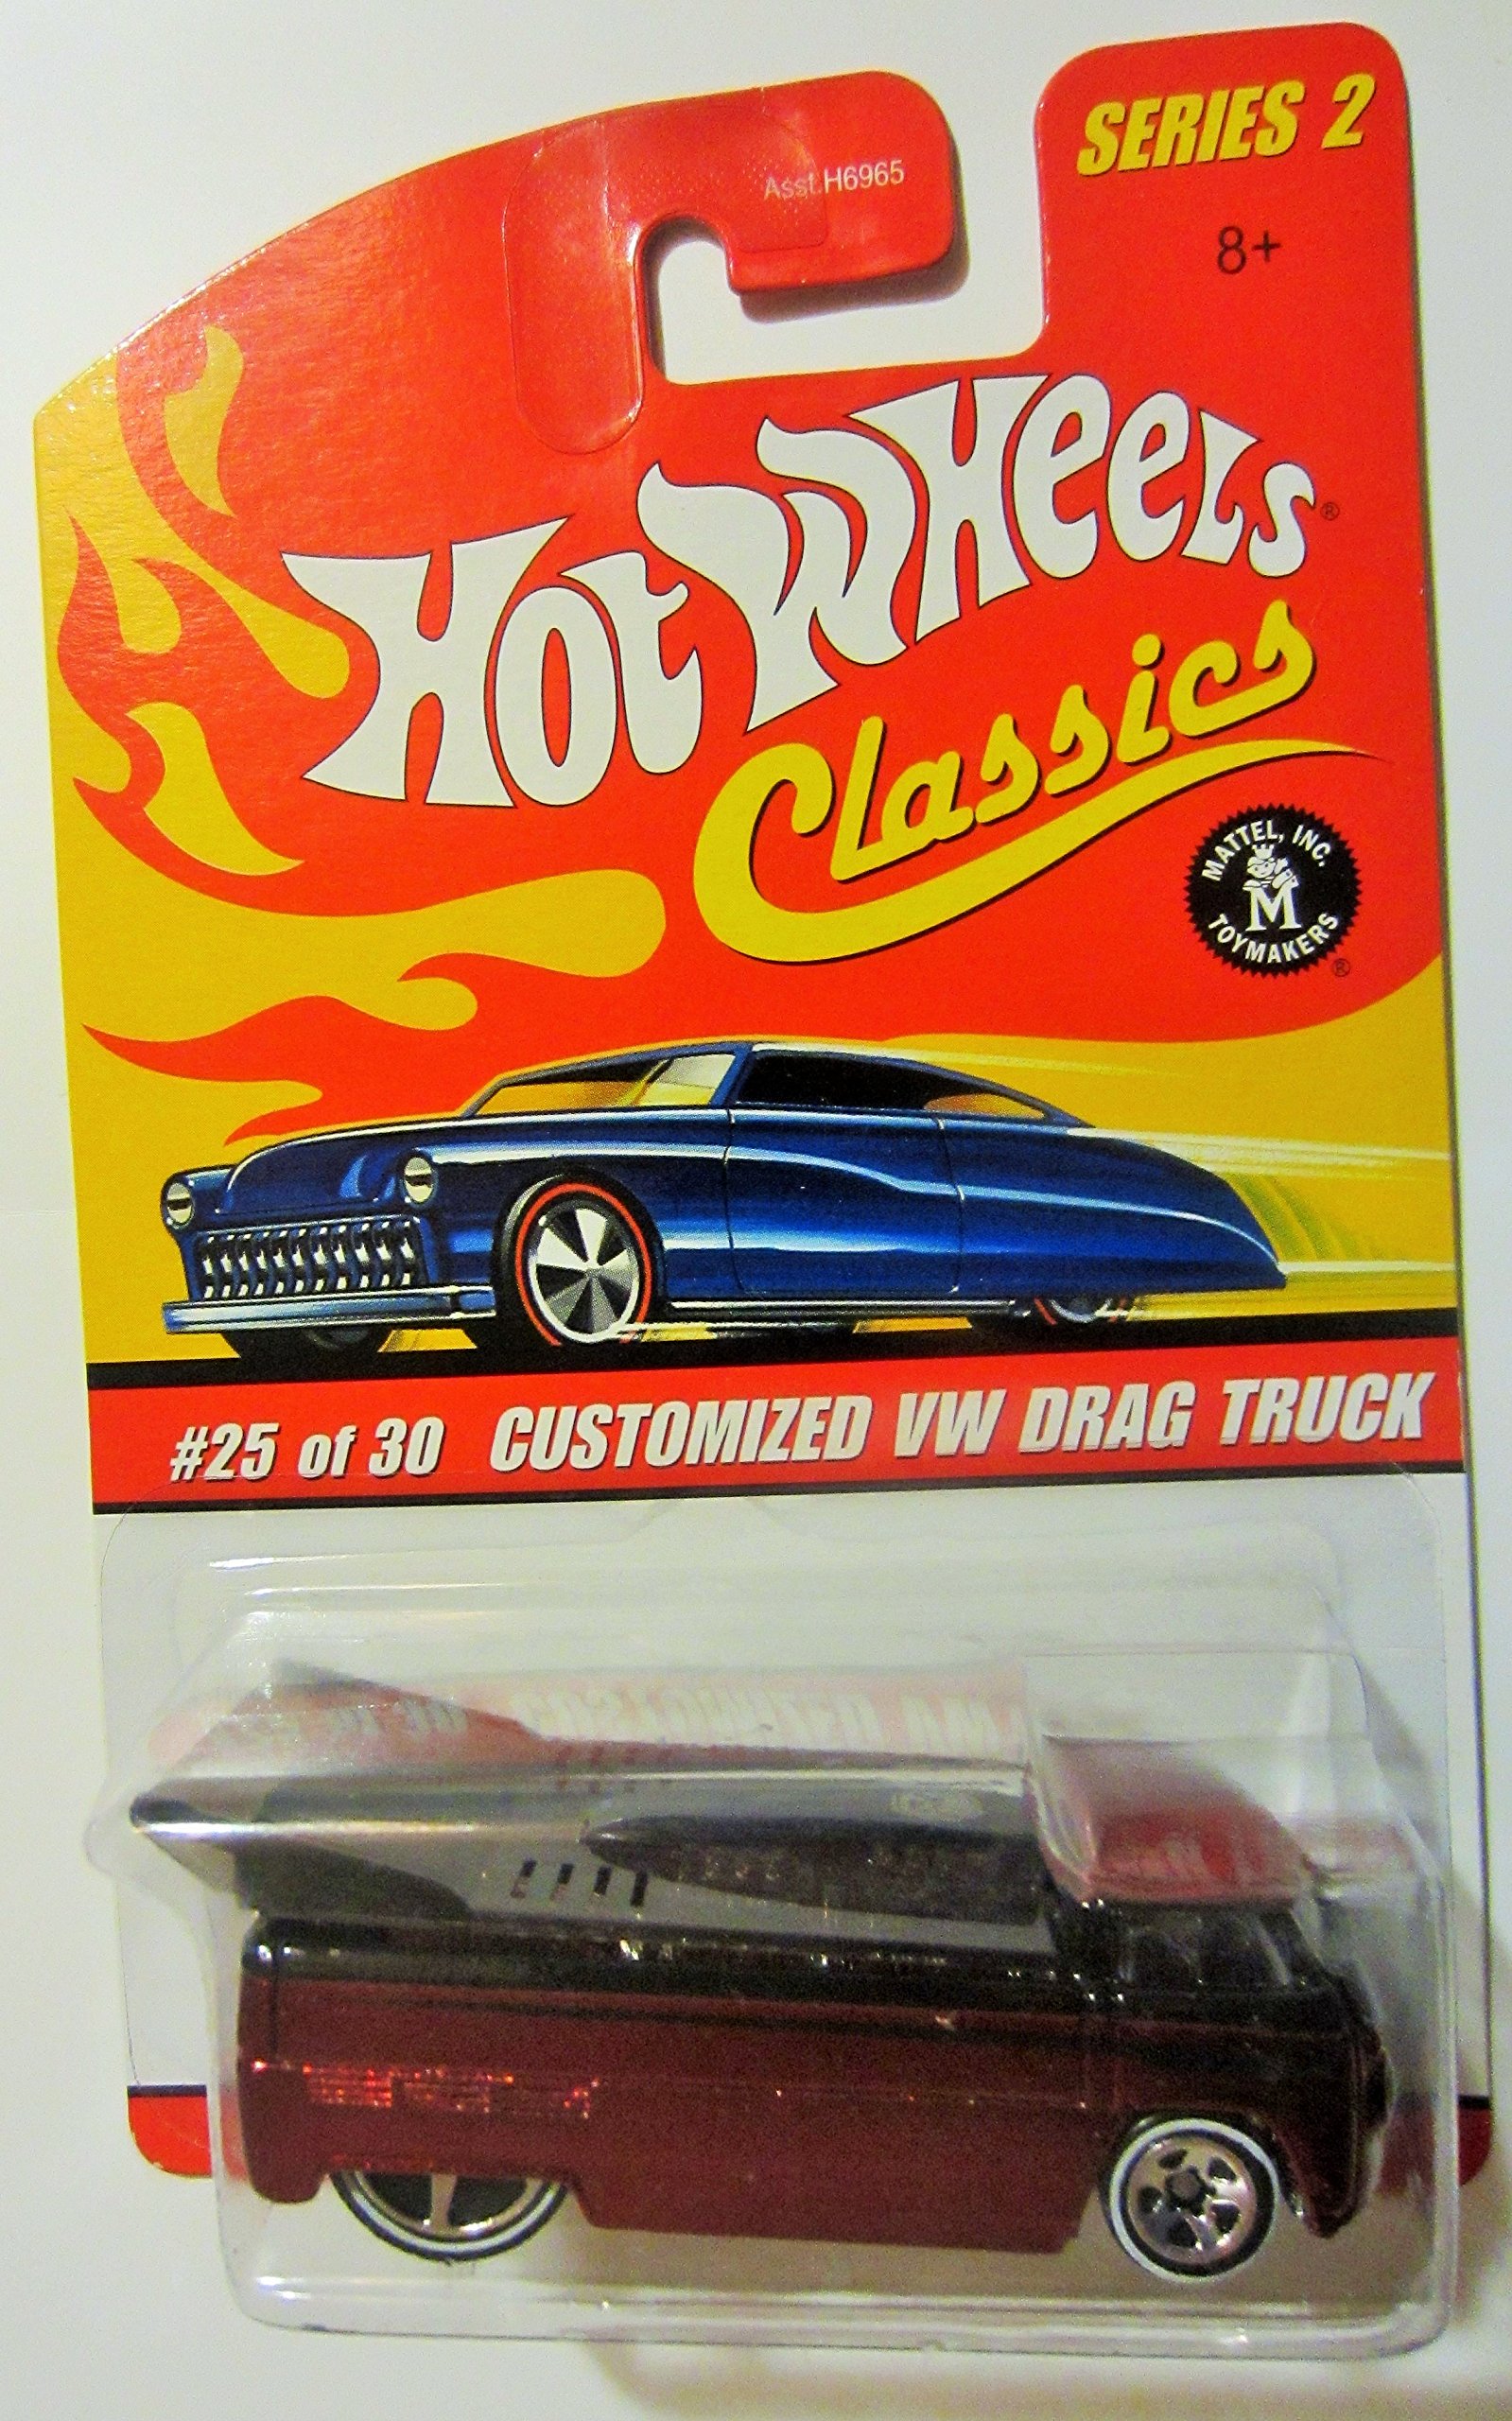 SERIES 2
Asst.H6965
8+
HOT WHEELS®
Classics
MATTEL, INC.
M
TOYMAKERS
®
#25 of 30 CUSTOMIZED VW DRAG TRUCK